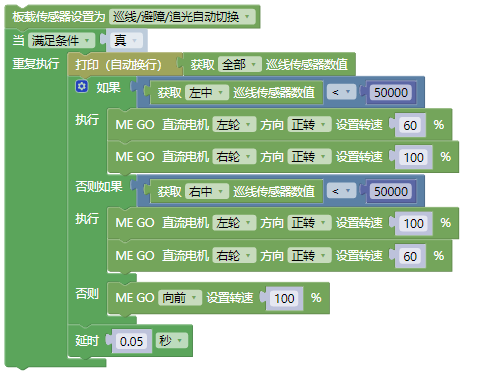 板载传感器设置为 巡线/避障/追光自动切换
当 满足条件 真
重复执行 打印（自动换行） 获取 全部 巡线传感器数值
如果 获取 左中 巡线传感器数值 < 50000
执行 ME GO 直流电机 左轮 方向 正转 设置转速 60 %
ME GO 直流电机 右轮 方向 正转 设置转速 100 %
否则如果 获取 右中 巡线传感器数值 < 50000
执行 ME GO 直流电机 左轮 方向 正转 设置转速 100 %
ME GO 直流电机 右轮 方向 正转 设置转速 60 %
否则 ME GO 向前 设置转速 100 %
延时 0.05 秒